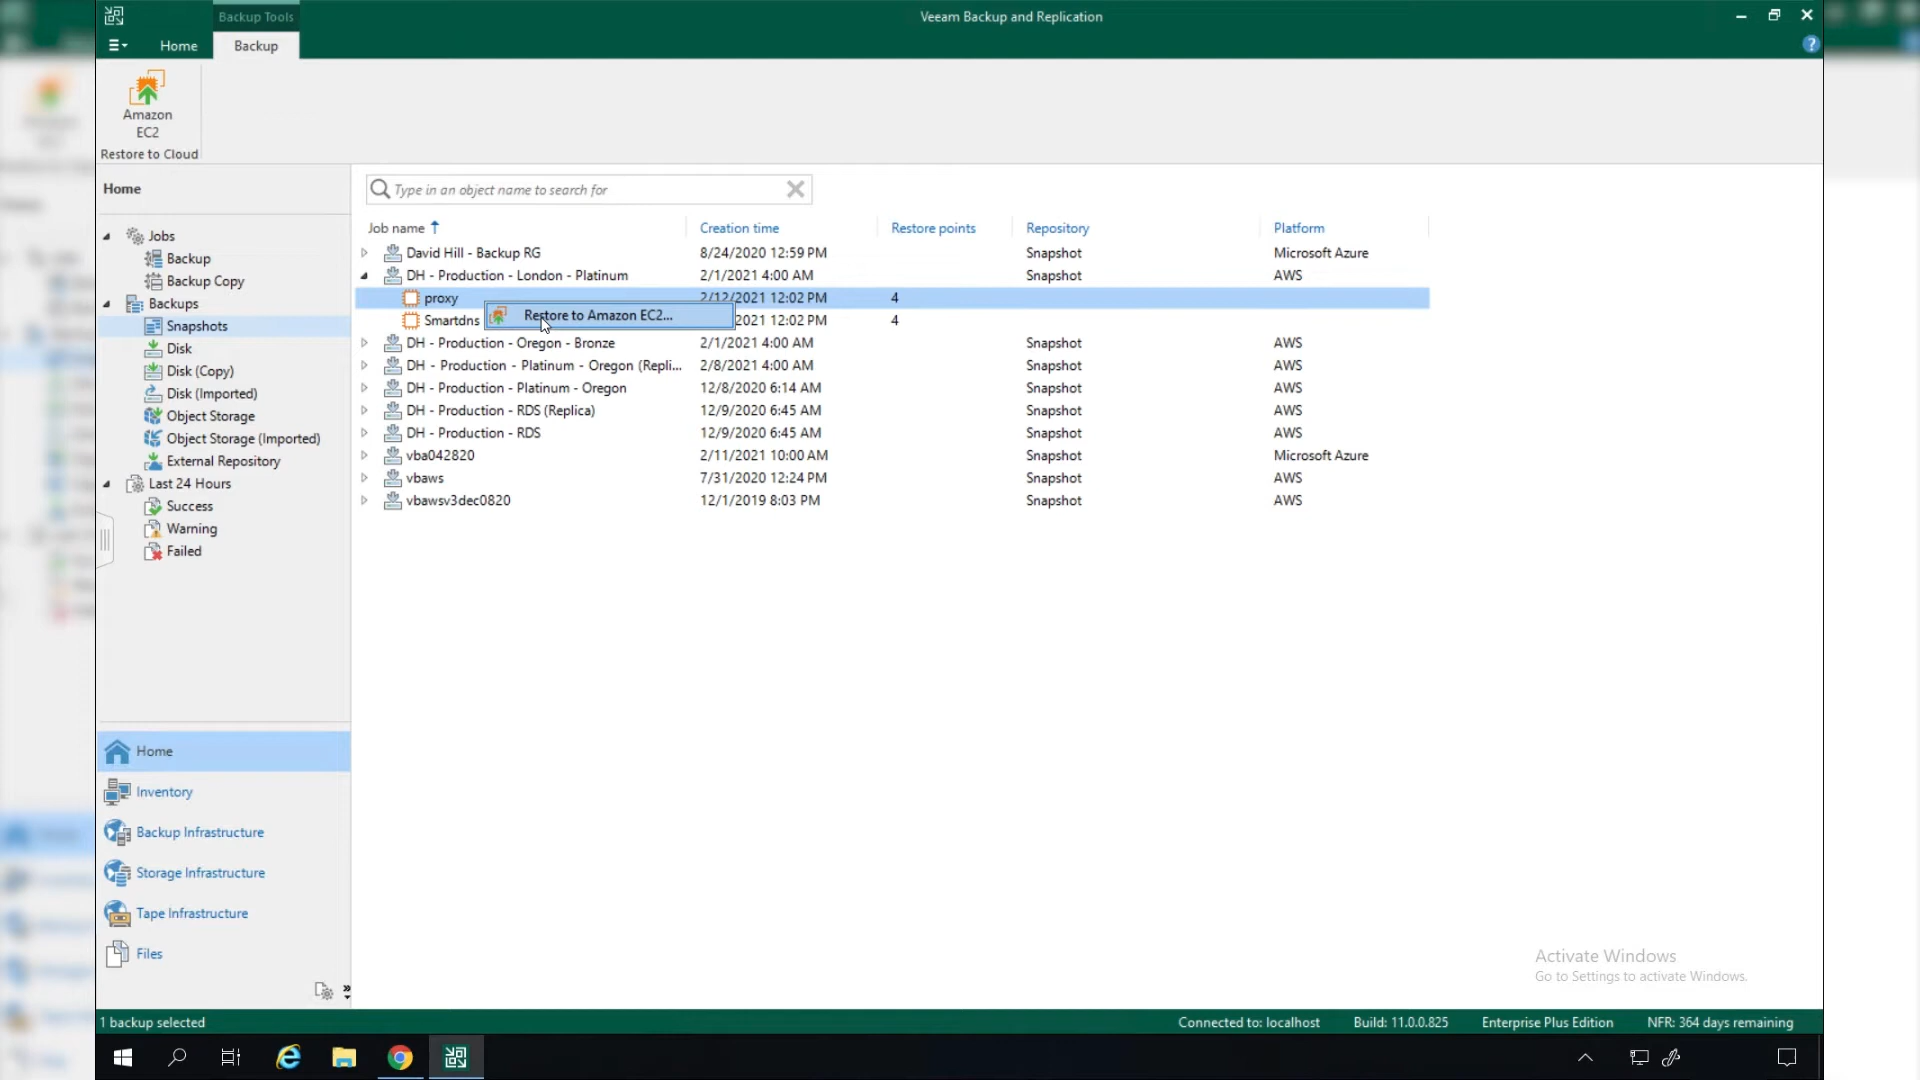 Backup Tools
Veeam Backup and Replication
Home
Backup
Amazon
EC2
Restore to Cloud
Home
Type in an object name to search for
Job name
Creation time
Restore points
Repository
Platform
Jobs
Backup
Backup Copy
Backups
Snapshots
Disk
Disk (Copy)
Disk (Imported)
Object Storage
Object Storage (Imported)
External Repository
Last 24 Hours
Success
Warning
Failed
David Hill - Backup RG 8/24/2020 12:59 PM Snapshot Microsoft Azure
DH - Production - London - Platinum 2/1/2021 4:00 AM Snapshot AWS
proxy 2/12/2021 12:02 PM 4
Restore to Amazon EC2...
Smartdns 2021 12:02 PM 4
DH - Production - Oregon - Bronze 2/1/2021 4:00 AM Snapshot AWS
DH - Production - Platinum - Oregon (Repli... 2/8/2021 4:00 AM Snapshot AWS
DH - Production - Platinum - Oregon 12/8/2020 6:14 AM Snapshot AWS
DH - Production - RDS (Replica) 12/9/2020 6:45 AM Snapshot AWS
DH - Production - RDS 12/9/2020 6:45 AM Snapshot AWS
vba042820 2/11/2021 10:00 AM Snapshot Microsoft Azure
vbaws 7/31/2020 12:24 PM Snapshot AWS
vbawsv3dec0820 12/1/2019 8:03 PM Snapshot AWS
Home
Inventory
Backup Infrastructure
Storage Infrastructure
Tape Infrastructure
Files
Activate Windows
Go to Settings to activate Windows.
1 backup selected
Connected to: localhost
Build: 11.0.0.825
Enterprise Plus Edition
NFR: 364 days remaining